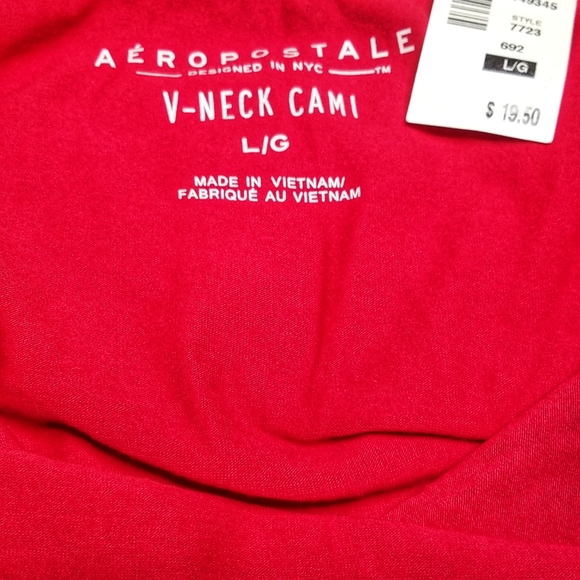 AÉROPOSTALE
DESIGNED IN NYC TM
V-NECK CAMI
L/G
MADE IN VIETNAM/
FABRIQUÉ AU VIETNAM
STYLE
7723
692
L/G
$ 19.50